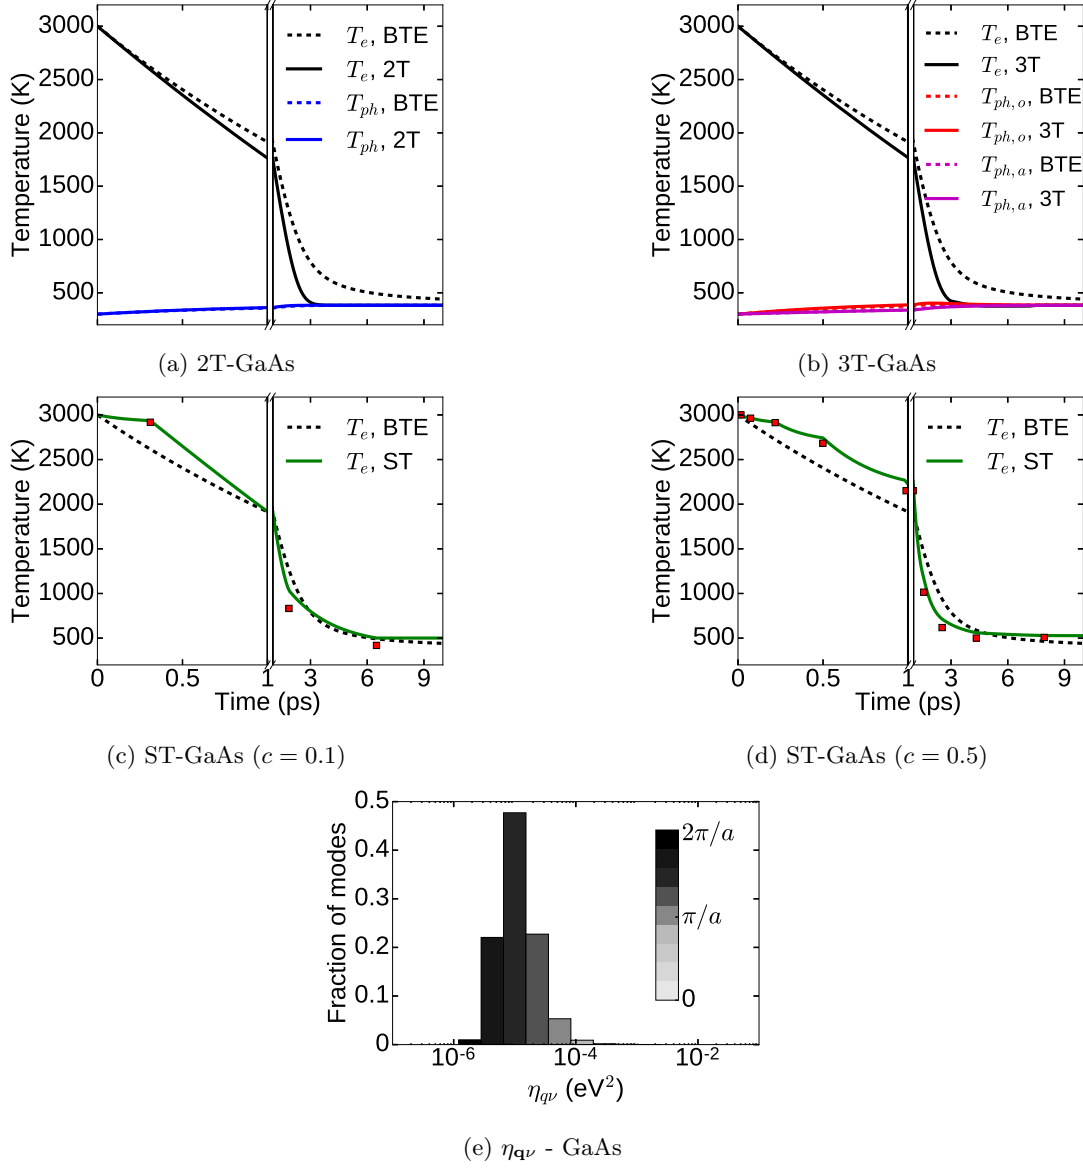 3000
2500
2000
1500
1000
500
Temperature (K)
T_e, BTE
T_e, 2T
T_ph, BTE
T_ph, 2T
(a) 2T-GaAs
3000
2500
2000
1500
1000
500
Temperature (K)
T_e, BTE
T_e, 3T
T_ph,o, BTE
T_ph,o, 3T
T_ph,a, BTE
T_ph,a, 3T
(b) 3T-GaAs
3000
2500
2000
1500
1000
500
Temperature (K)
T_e, BTE
T_e, ST
0 0.5 1 3 6 9
Time (ps)
(c) ST-GaAs (c = 0.1)
3000
2500
2000
1500
1000
500
Temperature (K)
T_e, BTE
T_e, ST
0 0.5 1 3 6 9
Time (ps)
(d) ST-GaAs (c = 0.5)
0.5
0.4
0.3
0.2
0.1
0
Fraction of modes
2π/a
π/a
0
10^-6 10^-4 10^-2
η_qν (eV²)
(e) η_qν - GaAs